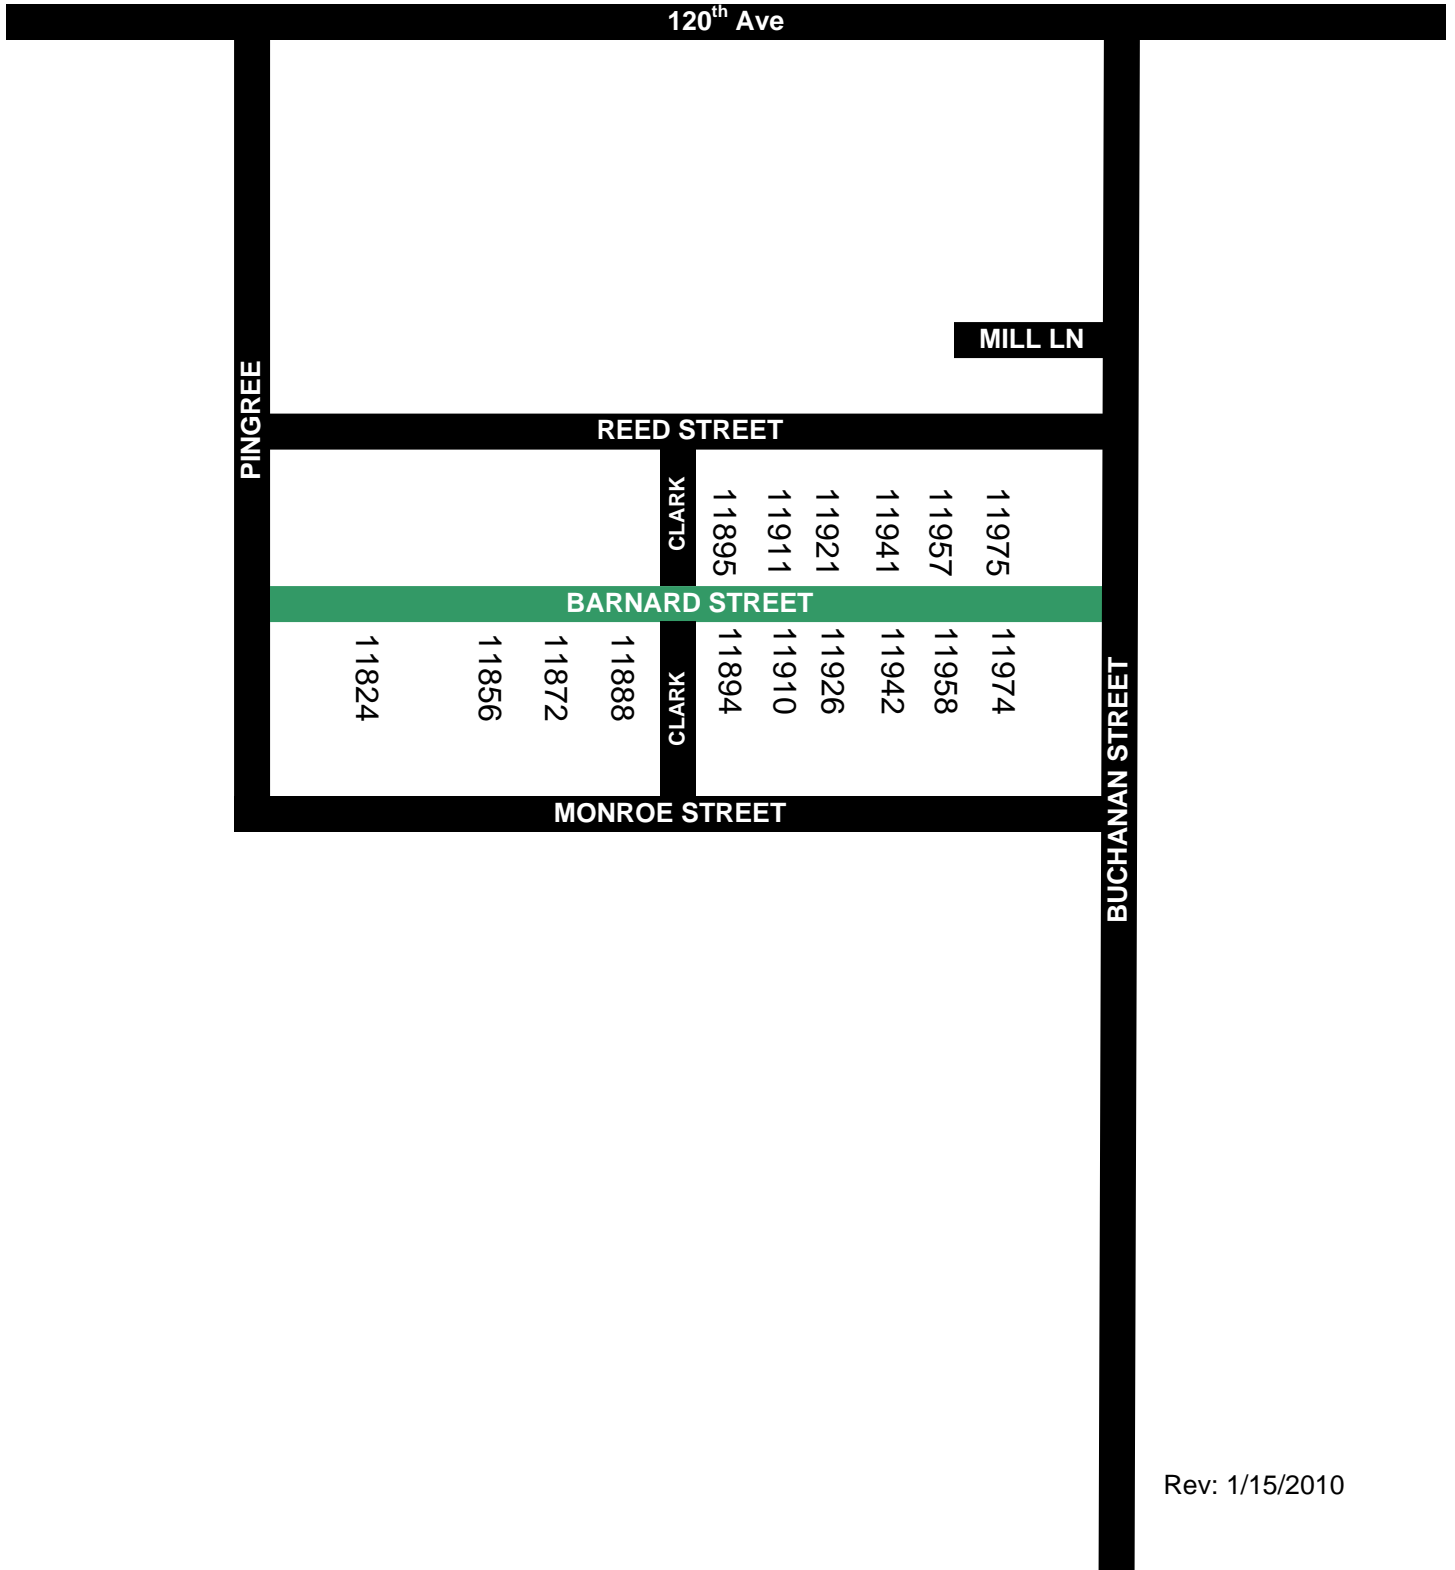 120th Ave
MILL LN
PINGREE
REED STREET
CLARK
11895
11911
11921
11941
11957
11975
BARNARD STREET
11824
11856
11872
11888
CLARK
11894
11910
11926
11942
11958
11974
BUCHANAN STREET
MONROE STREET
Rev: 1/15/2010